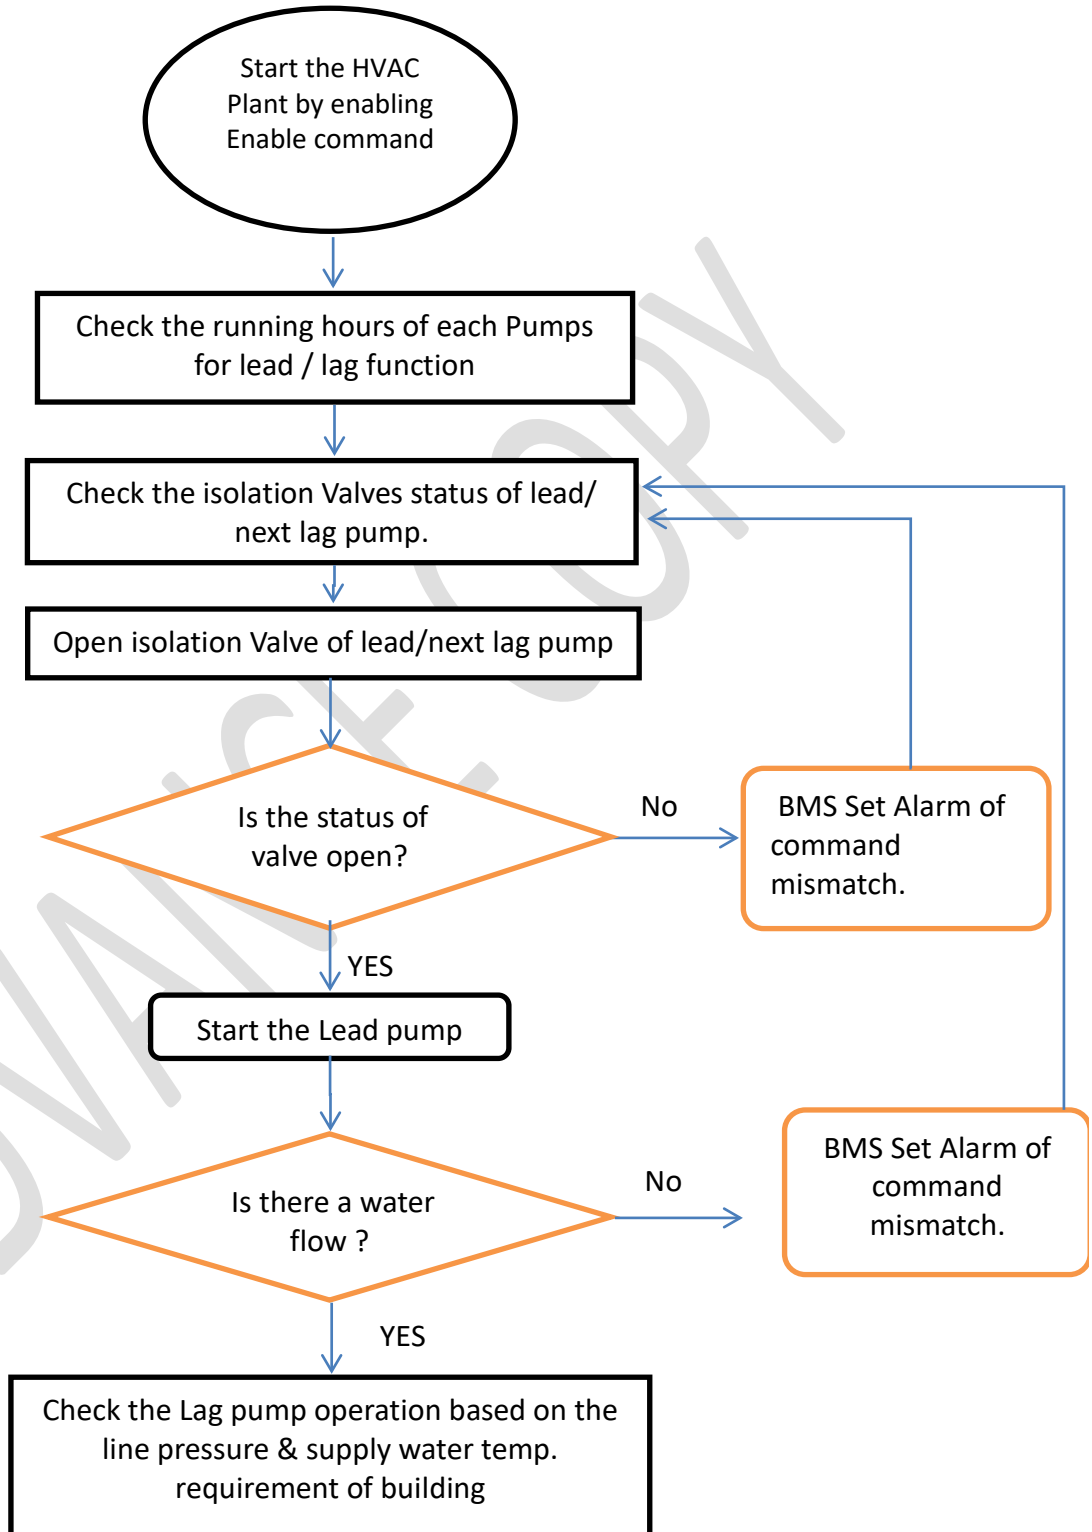 Start the HVAC
Plant by enabling
Enable command
Check the running hours of each Pumps
for lead / lag function
Check the isolation Valves status of lead/
next lag pump.
Open isolation Valve of lead/next lag pump
Is the status of
valve open?
No
BMS Set Alarm of
command
mismatch.
YES
Start the Lead pump
Is there a water
flow ?
No
BMS Set Alarm of
command
mismatch.
YES
Check the Lag pump operation based on the
line pressure & supply water temp.
requirement of building
DVANCE COPY